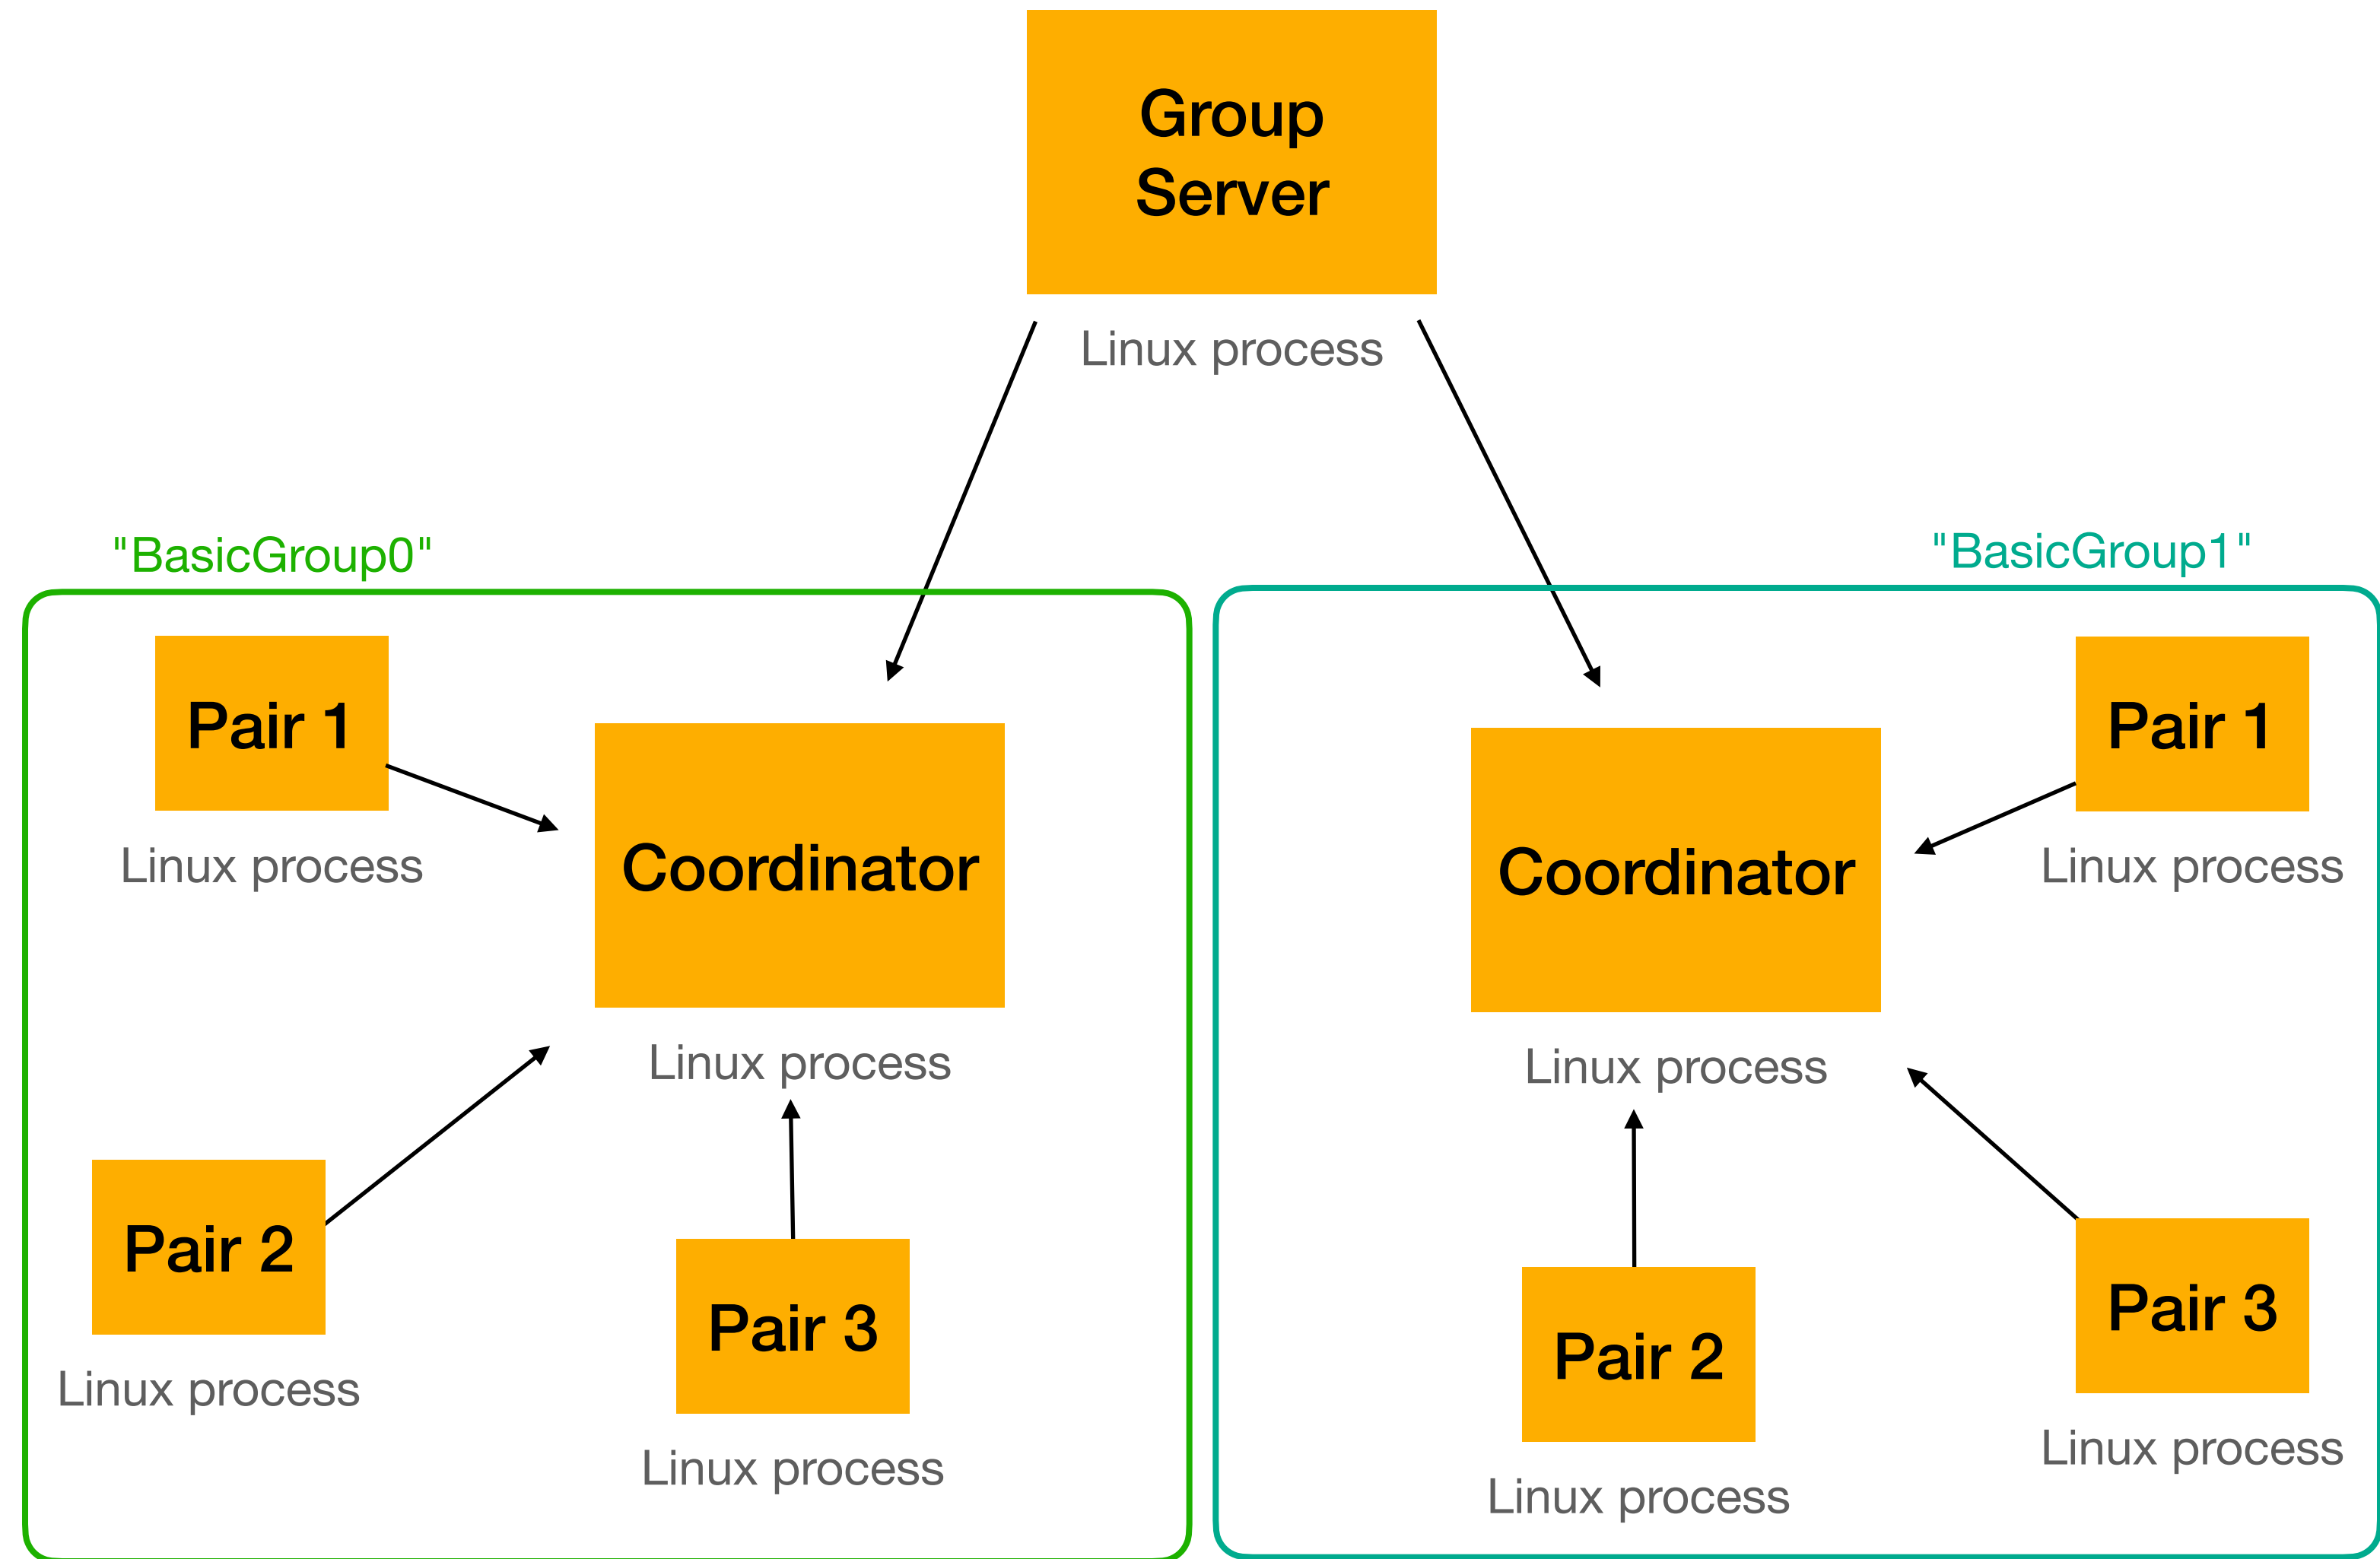 Group
Server
Linux process
"BasicGroup0"
"BasicGroup1"
Pair 1
Linux process
Coordinator
Linux process
Pair 2
Linux process
Pair 3
Linux process
Coordinator
Linux process
Pair 1
Linux process
Pair 2
Linux process
Pair 3
Linux process